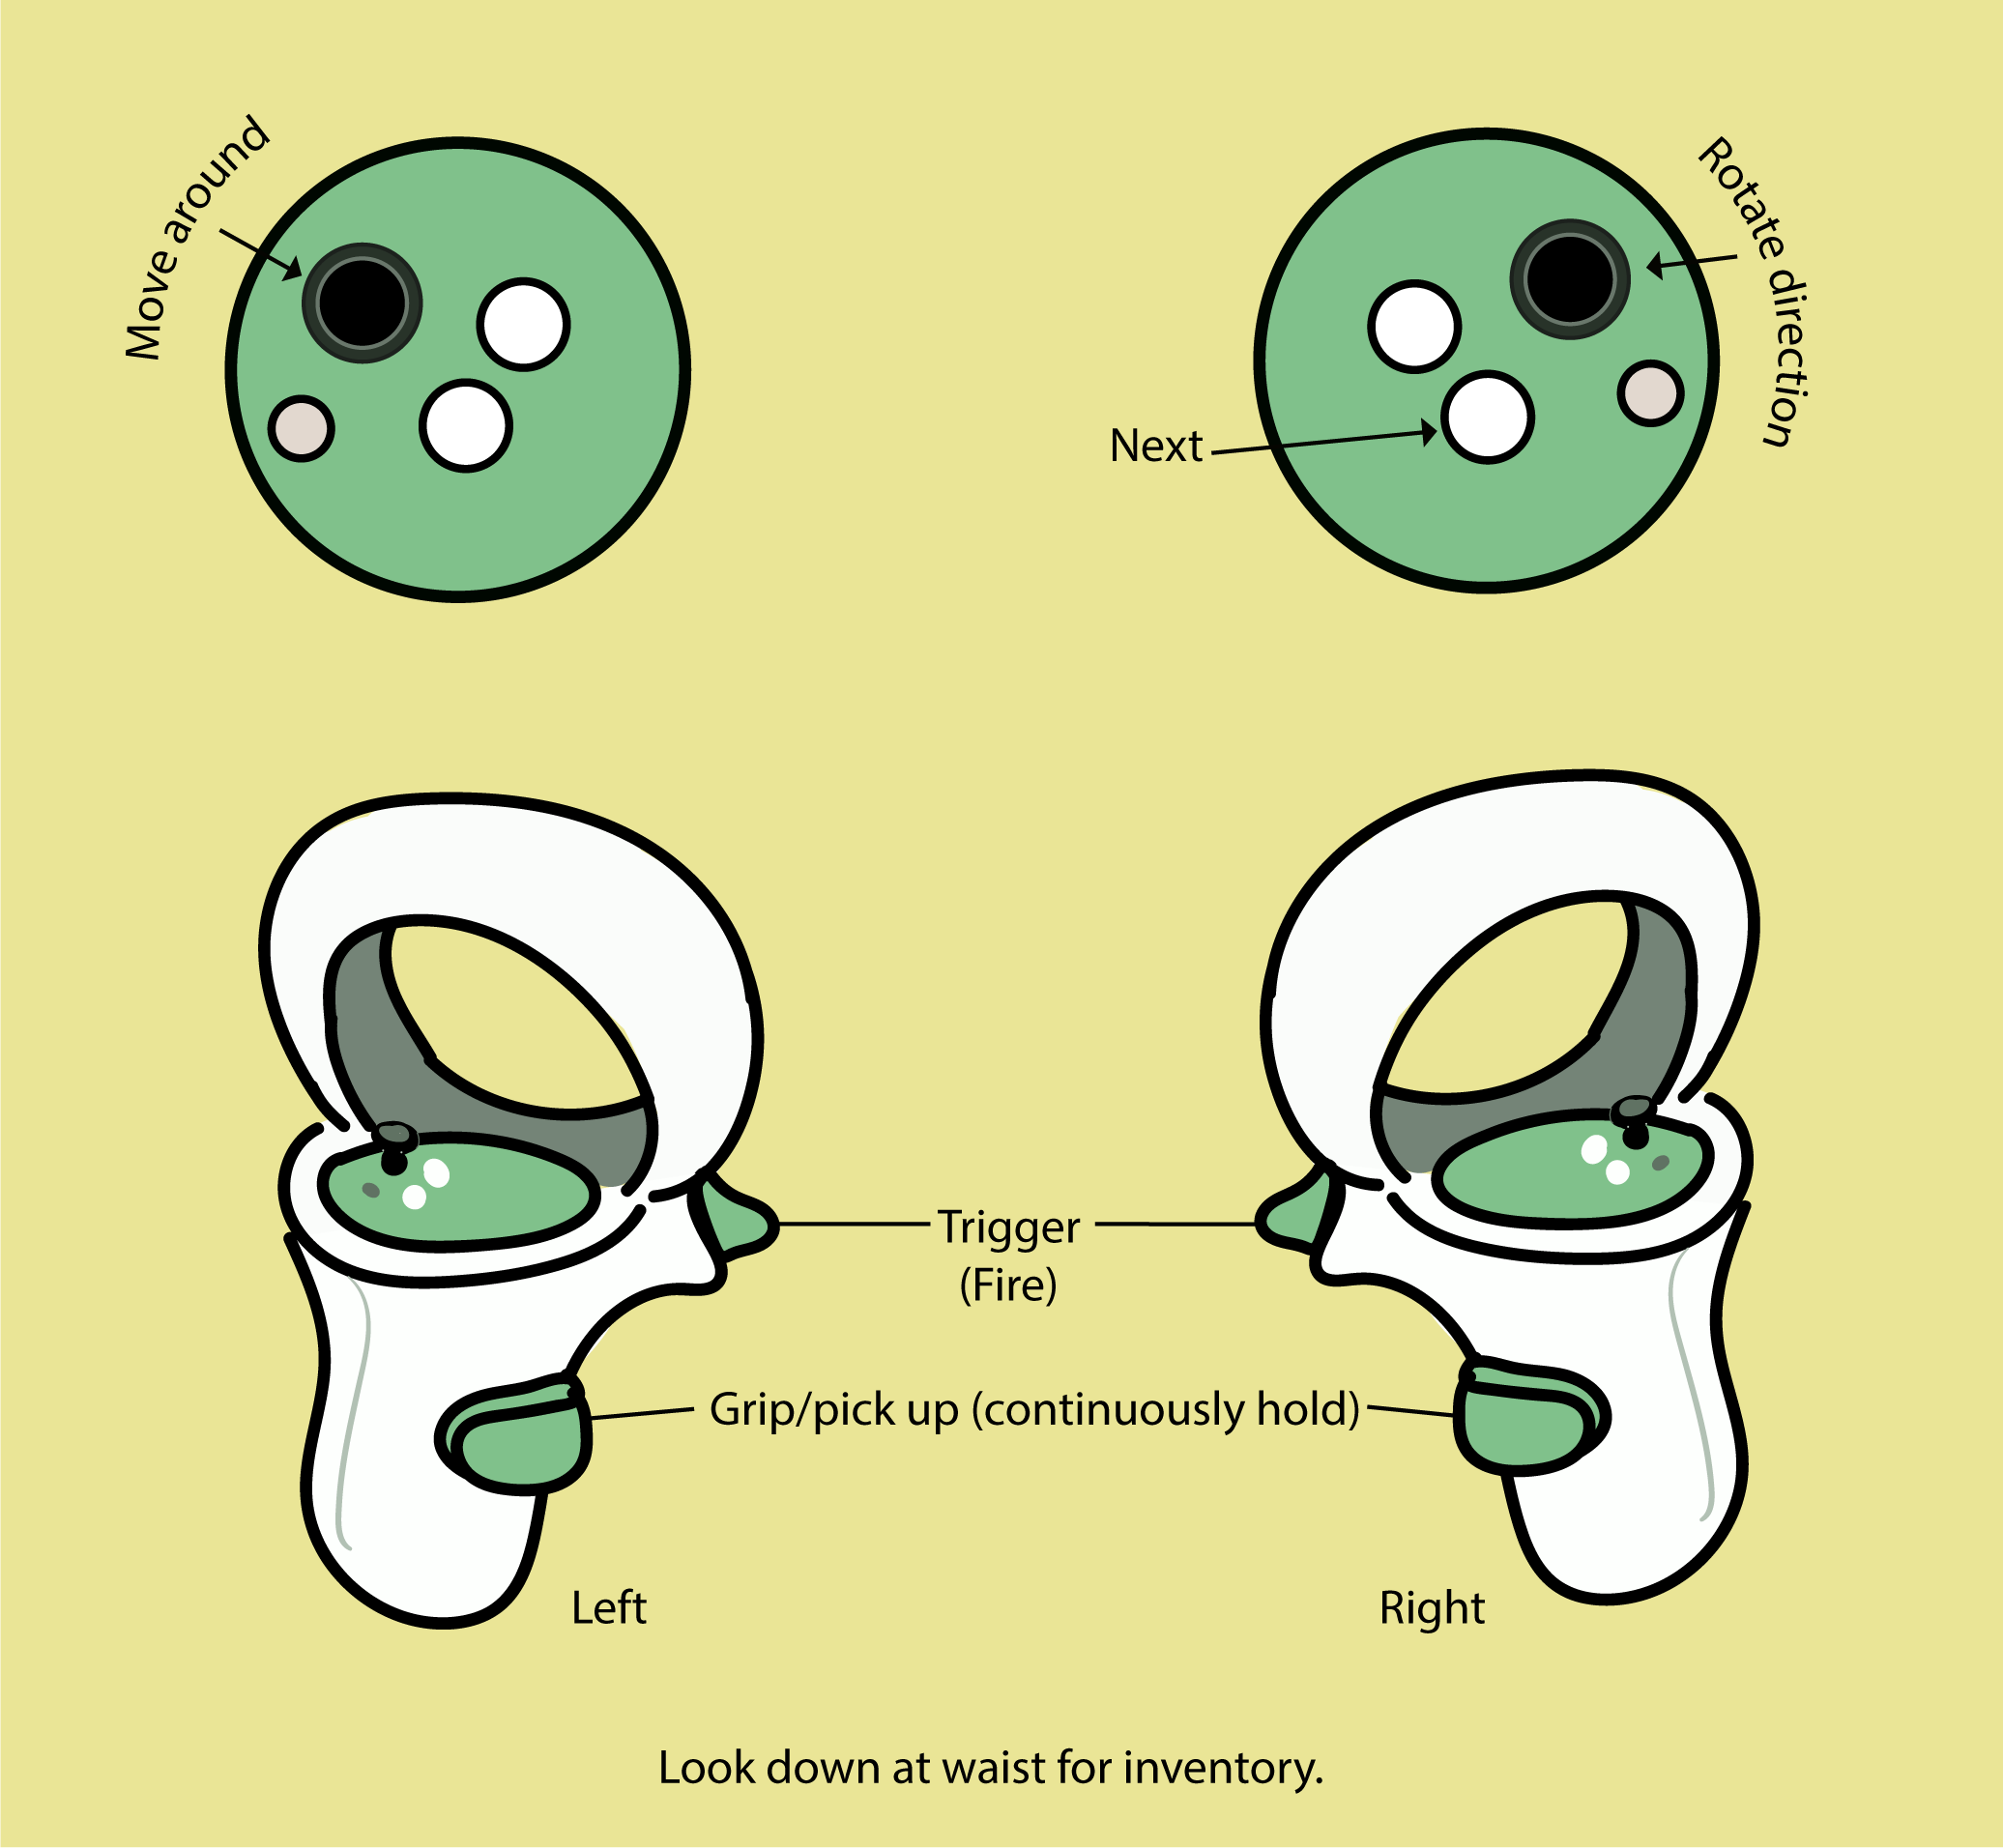 Move around
Rotate direction
Next
Trigger
(Fire)
Grip/pick up (continuously hold)
Left
Right
Look down at waist for inventory.